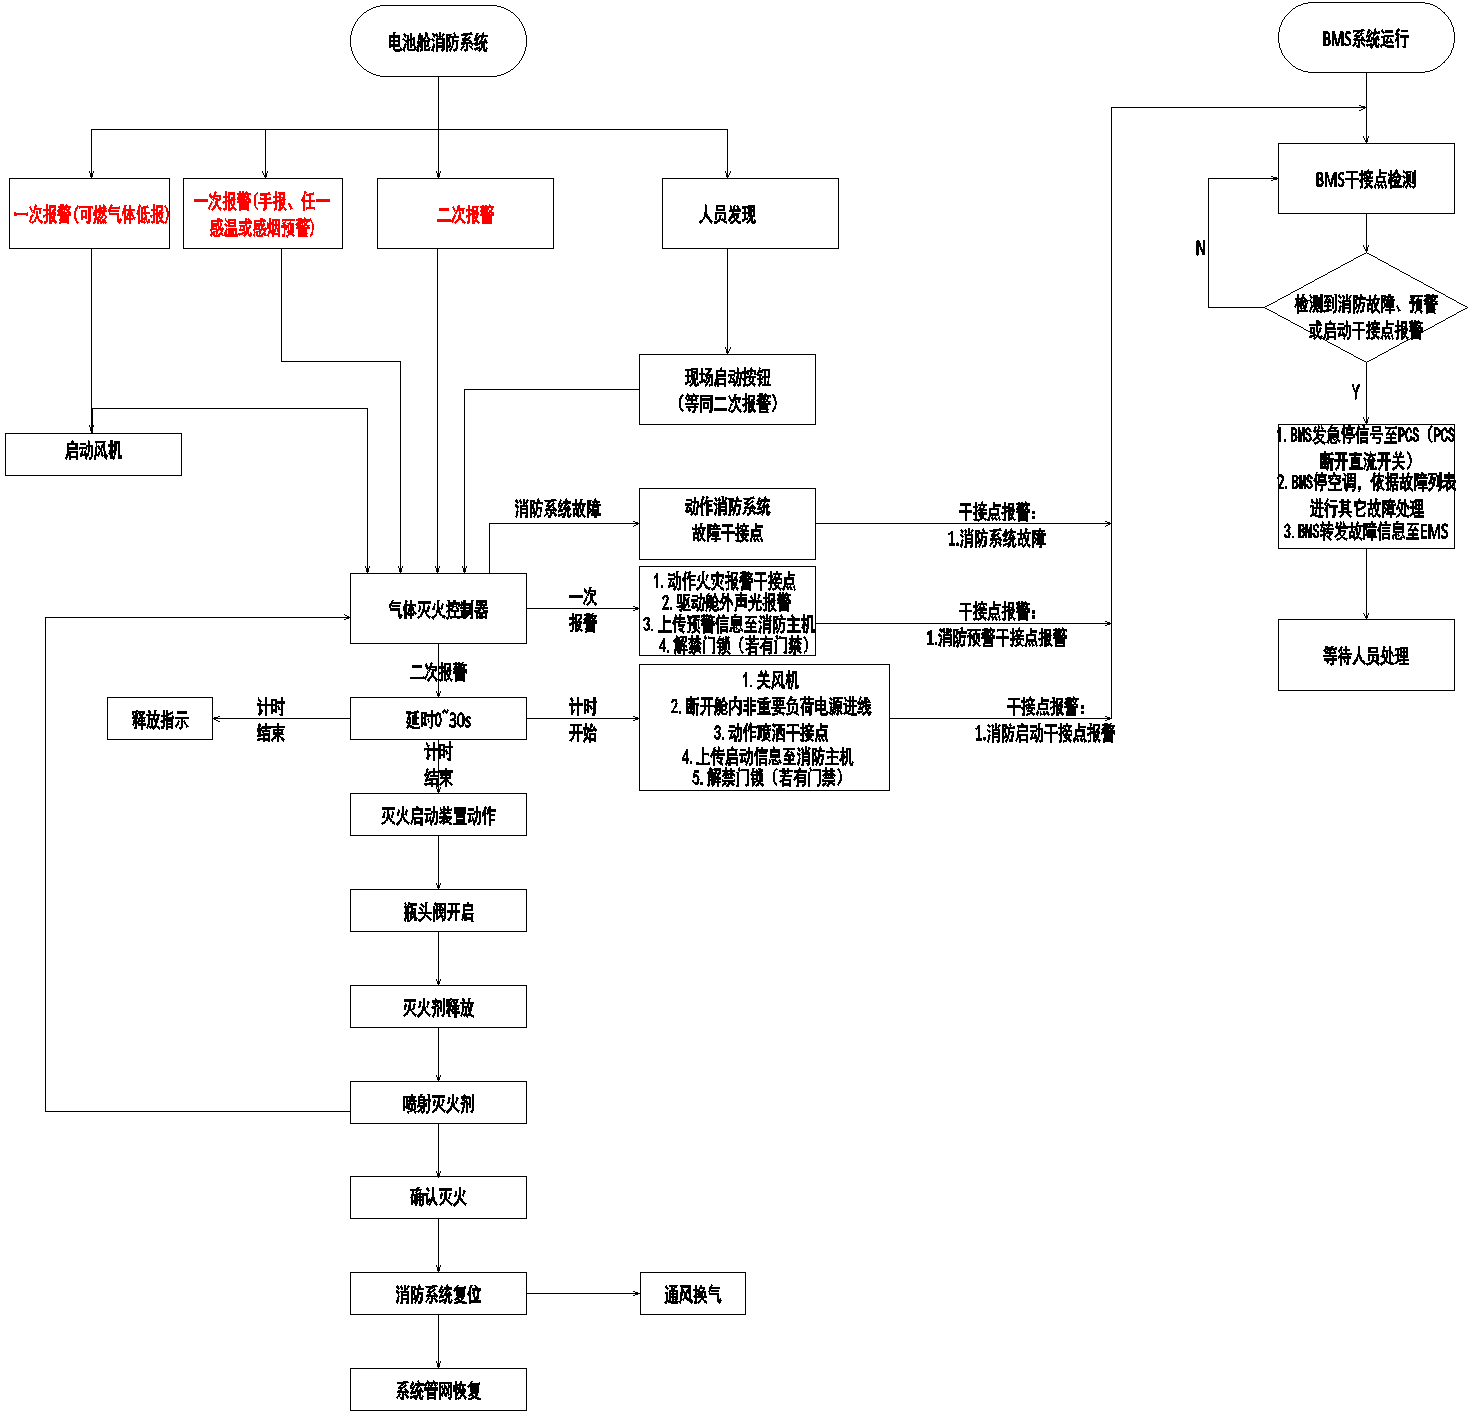 电池舱消防系统
BMS系统运行
一次报警(可燃气体低报)
一次报警(手报、任一
感温或感烟预警)
二次报警
人员发现
BMS干接点检测
N
检测到消防故障、预警
或启动干接点报警
Y
现场启动按钮
（等同二次报警）
启动风机
1.BMS发急停信号至PCS（PCS
断开直流开关）
2.BMS停空调，依据故障列表
进行其它故障处理
3.BMS转发故障信息至EMS
消防系统故障
动作消防系统
故障干接点
干接点报警：
1.消防系统故障
气体灭火控制器
一次
报警
1.动作火灾报警干接点
2.驱动舱外声光报警
3.上传预警信息至消防主机
4.解禁门锁（若有门禁）
干接点报警：
1.消防预警干接点报警
等待人员处理
二次报警
释放指示
计时
结束
延时0~30s
计时
开始
1.关风机
2.断开舱内非重要负荷电源进线
3.动作喷洒干接点
4.上传启动信息至消防主机
5.解禁门锁（若有门禁）
干接点报警：
1.消防启动干接点报警
计时
结束
灭火启动装置动作
瓶头阀开启
灭火剂释放
喷射灭火剂
确认灭火
消防系统复位
通风换气
系统管网恢复